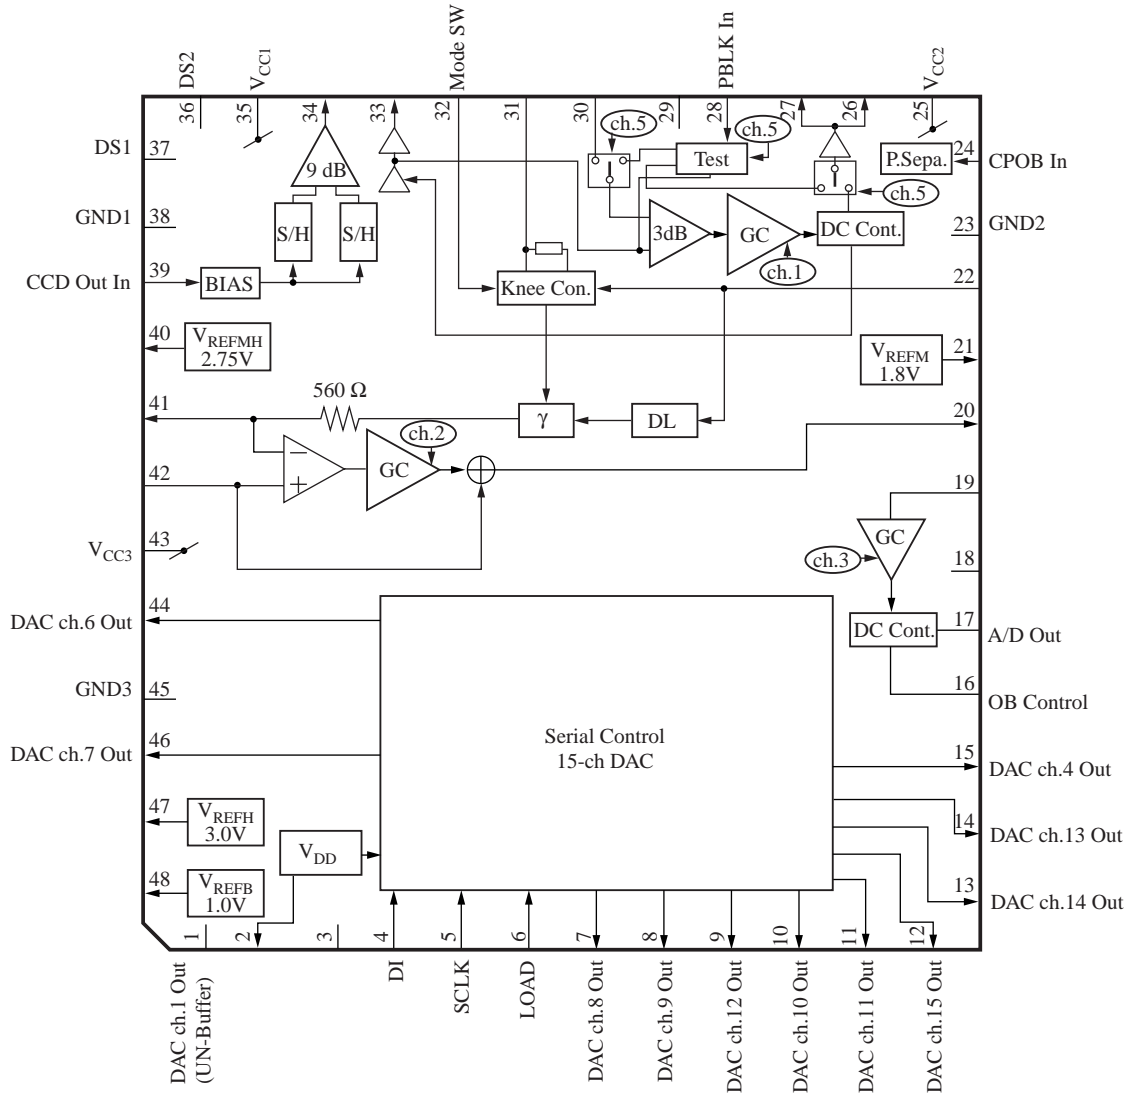 DS2
V_CC1
Mode SW
PBLK In
V_CC2
36
35
34
33
32
31
30
29
28
27
26
25
ch.5
ch.5
DS1
37
9 dB
Test
P.Sepa.
24
CPOB In
ch.5
GND1
38
S/H
S/H
3dB
GC
DC Cont.
23
GND2
ch.1
CCD Out In
39
BIAS
Knee Con.
22
40
V_REFMH
2.75V
V_REFM
1.8V
21
560 Ω
41
γ
DL
20
ch.2
42
−
+
GC
19
GC
V_CC3
43
ch.3
18
DAC ch.6 Out
44
DC Cont.
17
A/D Out
GND3
45
16
OB Control
Serial Control
15-ch DAC
DAC ch.7 Out
46
15
DAC ch.4 Out
47
V_REFH
3.0V
14
DAC ch.13 Out
V_DD
48
V_REFB
1.0V
13
DAC ch.14 Out
1
2
3
4
5
6
7
8
9
10
11
12
DAC ch.1 Out
(UN-Buffer)
DI
SCLK
LOAD
DAC ch.8 Out
DAC ch.9 Out
DAC ch.12 Out
DAC ch.10 Out
DAC ch.11 Out
DAC ch.15 Out